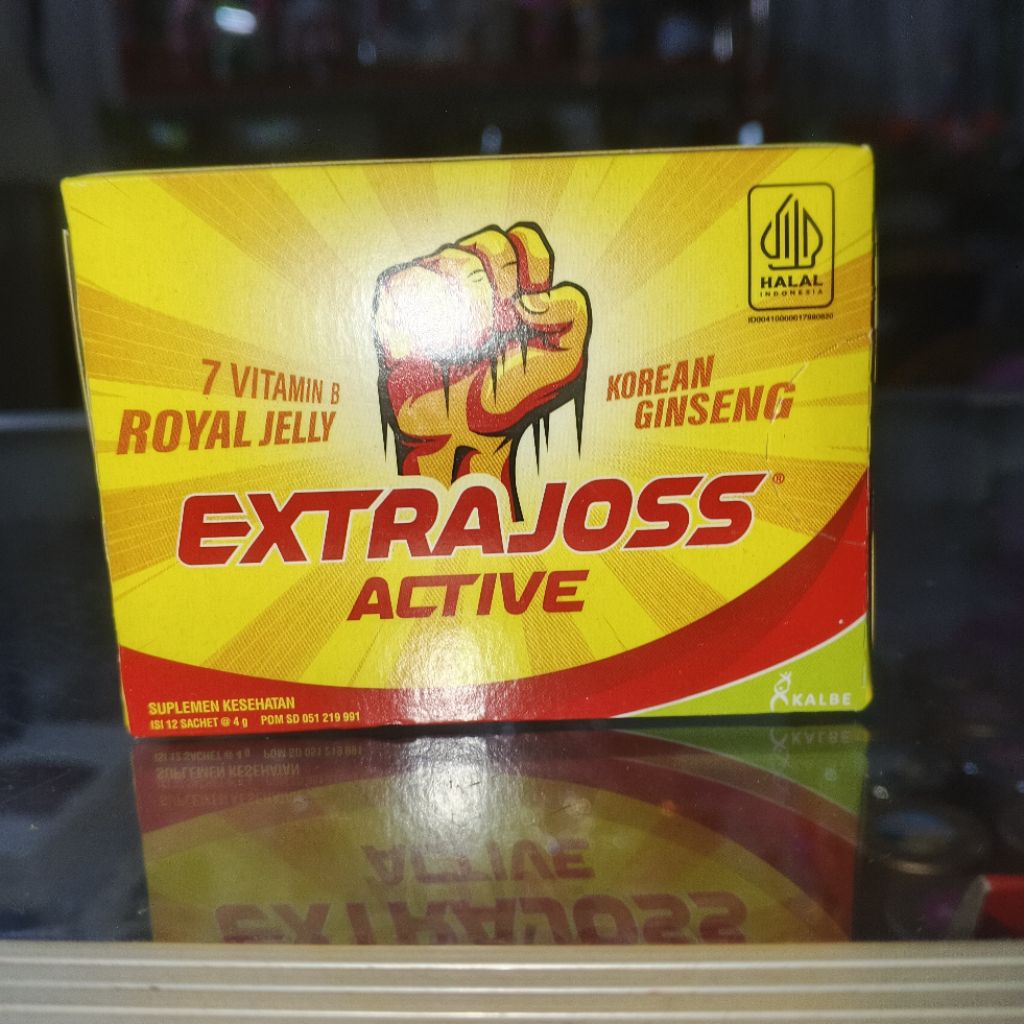 HALAL
INDONESIA
ID00410000017980820
7 VITAMIN B
ROYAL JELLY
KOREAN
GINSENG
EXTRAJOSS®
ACTIVE
SUPLEMEN KESEHATAN
ISI 12 SACHET @ 4 g POM SD 051 219 991
KALBE